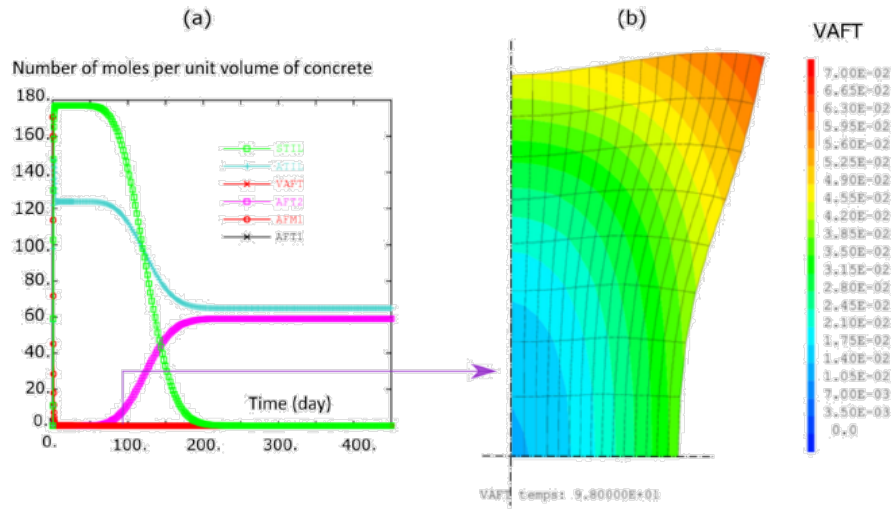 (a)
Number of moles per unit volume of concrete
180.
160.
140.
120.
100.
80.
60.
40.
20.
0.
STIL
ATIL
VAFT
AFT2
AFM1
AFT1
Time (day)
0. 100. 200. 300. 400.
(b)
VAFT
7.00E-02
6.65E-02
6.30E-02
5.95E-02
5.60E-02
5.25E-02
4.90E-02
4.55E-02
4.20E-02
3.85E-02
3.50E-02
3.15E-02
2.80E-02
2.45E-02
2.10E-02
1.75E-02
1.40E-02
1.05E-02
7.00E-03
3.50E-03
0.0
VAFT temps: 9.80000E+01